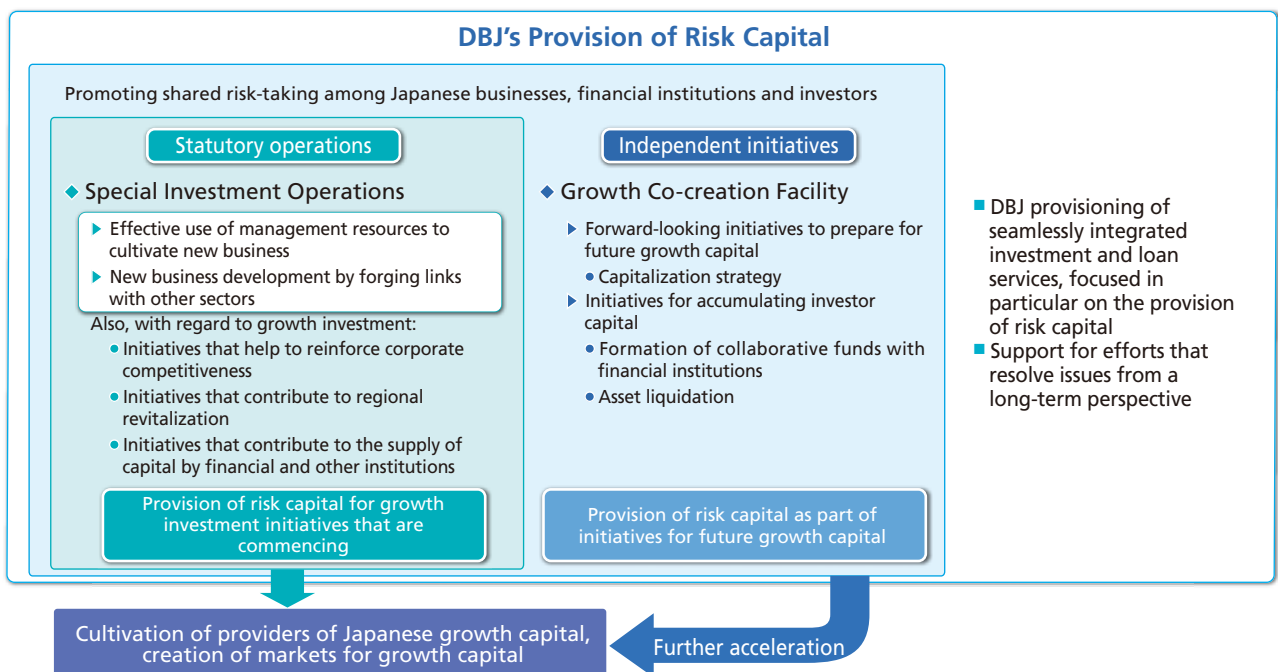 DBJ's Provision of Risk Capital
Promoting shared risk-taking among Japanese businesses, financial institutions and investors
Statutory operations
Special Investment Operations
Effective use of management resources to
cultivate new business
New business development by forging links
with other sectors
Also, with regard to growth investment:
Initiatives that help to reinforce corporate
competitiveness
Initiatives that contribute to regional
revitalization
Initiatives that contribute to the supply of
capital by financial and other institutions
Provision of risk capital for growth
investment initiatives that are
commencing
Independent initiatives
Growth Co-creation Facility
Forward-looking initiatives to prepare for
future growth capital
Capitalization strategy
Initiatives for accumulating investor
capital
Formation of collaborative funds with
financial institutions
Asset liquidation
Provision of risk capital as part of
initiatives for future growth capital
DBJ provisioning of
seamlessly integrated
investment and loan
services, focused in
particular on the provision
of risk capital
Support for efforts that
resolve issues from a
long-term perspective
Cultivation of providers of Japanese growth capital,
creation of markets for growth capital
Further acceleration